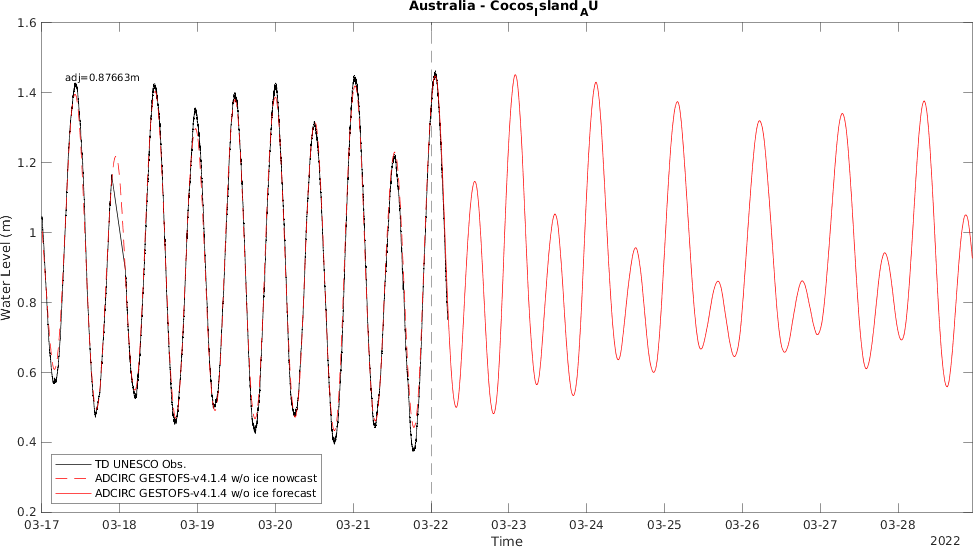 Australia - Cocos_Island_AU
1.6
1.4
1.2
1
0.8
0.6
0.4
0.2
Water Level (m)
adj=0.87663m
TD UNESCO Obs.
ADCIRC GESTOFS-v4.1.4 w/o ice nowcast
ADCIRC GESTOFS-v4.1.4 w/o ice forecast
03-17 03-18 03-19 03-20 03-21 03-22 03-23 03-24 03-25 03-26 03-27 03-28
Time
2022